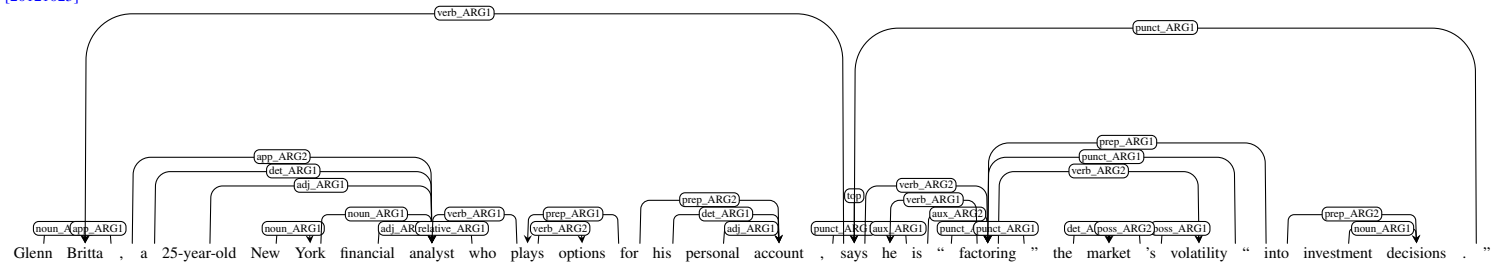 [20121023]
verb_ARG1
punct_ARG1
prep_ARG1
app_ARG2 punct_ARG1
det_ARG1 verb_ARG2
adj_ARG1 verb_ARG2
top
prep_ARG2 verb_ARG1
noun_ARG1 verb_ARG1 prep_ARG1 det_ARG1 aux_ARG2 prep_ARG2
app_ARG1 noun_ARG1 relative_ARG1 verb_ARG2 adj_ARG1 aux_ARG1 punct_ARG1 poss_ARG2 noun_ARG1
Glenn Britta , a 25-year-old New York financial analyst who plays options for his personal account , says he is “ factoring ” the market ’s volatility “ into investment decisions . ”